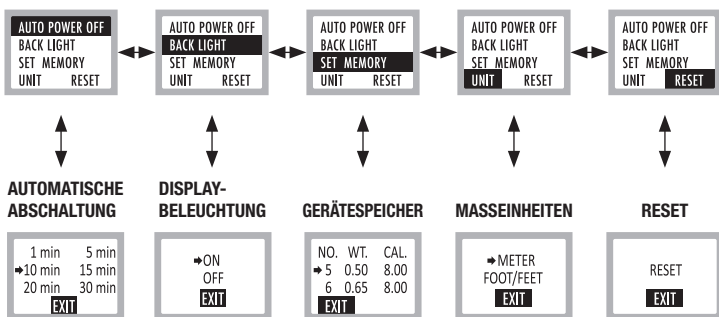 AUTO POWER OFF
BACK LIGHT
SET MEMORY
UNIT RESET
AUTO POWER OFF
BACK LIGHT
SET MEMORY
UNIT RESET
AUTO POWER OFF
BACK LIGHT
SET MEMORY
UNIT RESET
AUTO POWER OFF
BACK LIGHT
SET MEMORY
UNIT RESET
AUTO POWER OFF
BACK LIGHT
SET MEMORY
UNIT RESET
AUTOMATISCHE
ABSCHALTUNG
DISPLAY-
BELEUCHTUNG
GERÄTESPEICHER
MASSEINHEITEN
RESET
1 min 5 min
➡10 min 15 min
20 min 30 min
EXIT
➡ON
OFF
EXIT
NO. WT. CAL.
➡ 5 0.50 8.00
6 0.65 8.00
EXIT
➡METER
FOOT/FEET
EXIT
RESET
EXIT